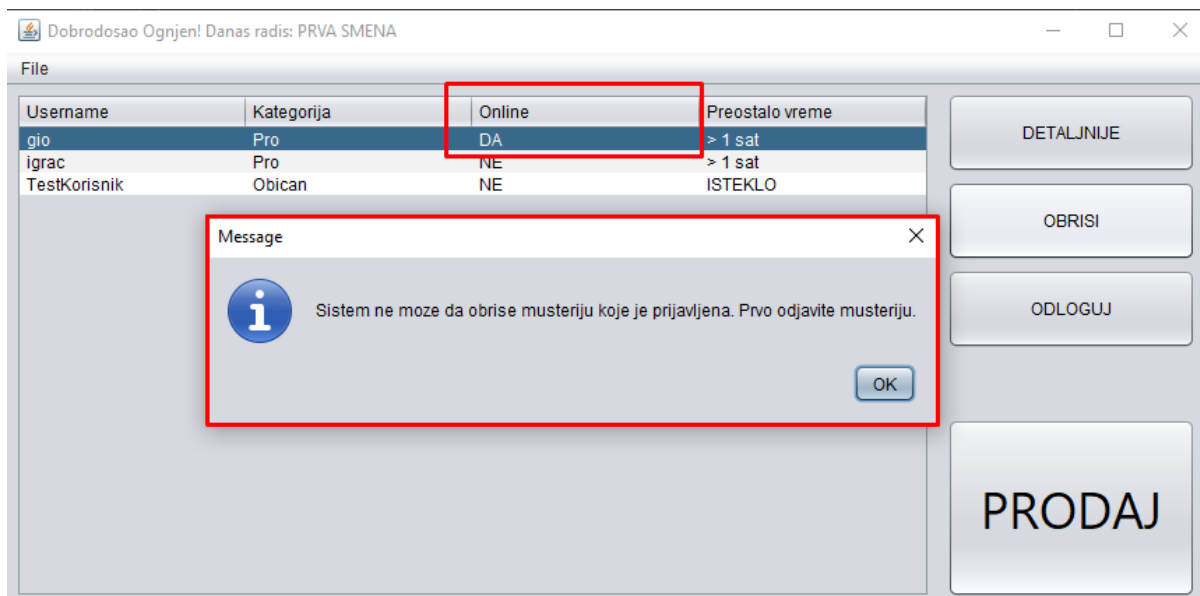 Dobrodosao Ognjen! Danas radis: PRVA SMENA
File
Username Kategorija Online Preostalo vreme
gio Pro DA > 1 sat
igrac Pro NE > 1 sat
TestKorisnik Obican NE ISTEKLO
DETALJNIJE
OBRISI
ODLOGUJ
PRODAJ
Message
Sistem ne moze da obrise musteriju koje je prijavljena. Prvo odjavite musteriju.
OK